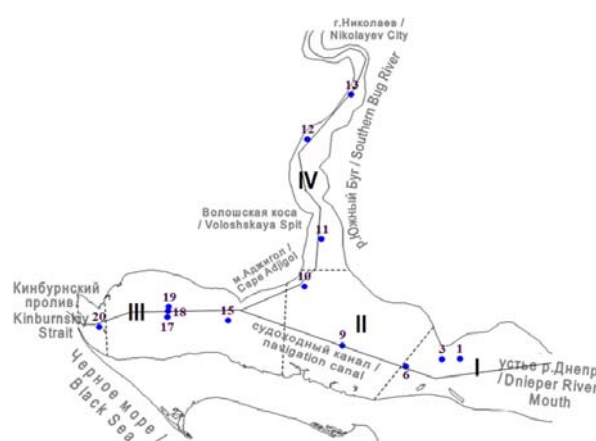 г.Николаев /
Nikolayev City
13
12
IV
р. Южный Буг / Southern Bug River
Волошская коса
/ Voloshskaya Spit
11
м.Аджигол /
Cape Adjigol
10
Кинбурнский
пролив
Kinburnsky
Strait
20
III
19
18
17
15
II
9
судоходный канал /
navigation canal
6
3
1
I
устье р.Днепр
/ Dnieper River
Mouth
Черное море /
Black Sea